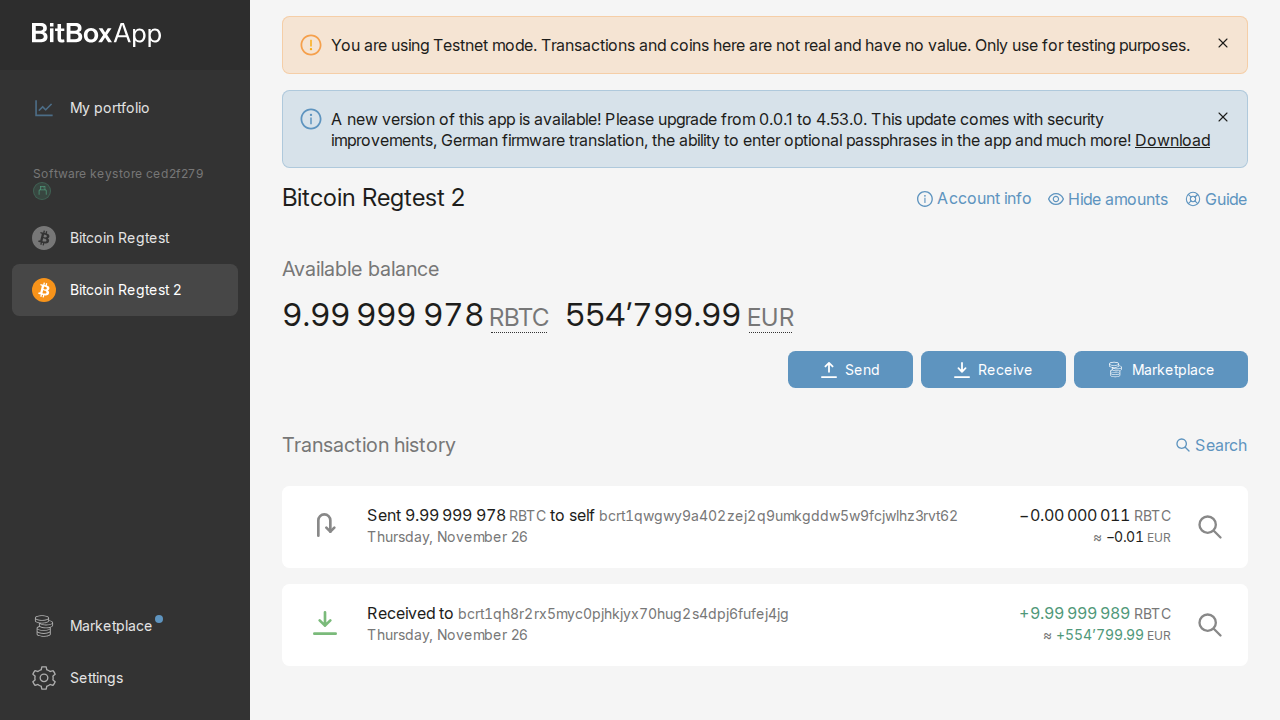 BitBoxApp
My portfolio
Software keystore ced2f279
Bitcoin Regtest
Bitcoin Regtest 2
Marketplace
Settings
You are using Testnet mode. Transactions and coins here are not real and have no value. Only use for testing purposes.
A new version of this app is available! Please upgrade from 0.0.1 to 4.53.0. This update comes with security
improvements, German firmware translation, the ability to enter optional passphrases in the app and much more! Download
Bitcoin Regtest 2
Account info
Hide amounts
Guide
Available balance
9.99 999 978 RBTC 554’799.99 EUR
Send
Receive
Marketplace
Transaction history
Search
Sent 9.99 999 978 RBTC to self bcrt1qwgwy9a402zej2q9umkgddw5w9fcjwlhz3rvt62
Thursday, November 26
−0.00 000 011 RBTC
≈ −0.01 EUR
Received to bcrt1qh8r2rx5myc0pjhkjyx70hug2s4dpi6fufej4jg
Thursday, November 26
+9.99 999 989 RBTC
≈ +554’799.99 EUR